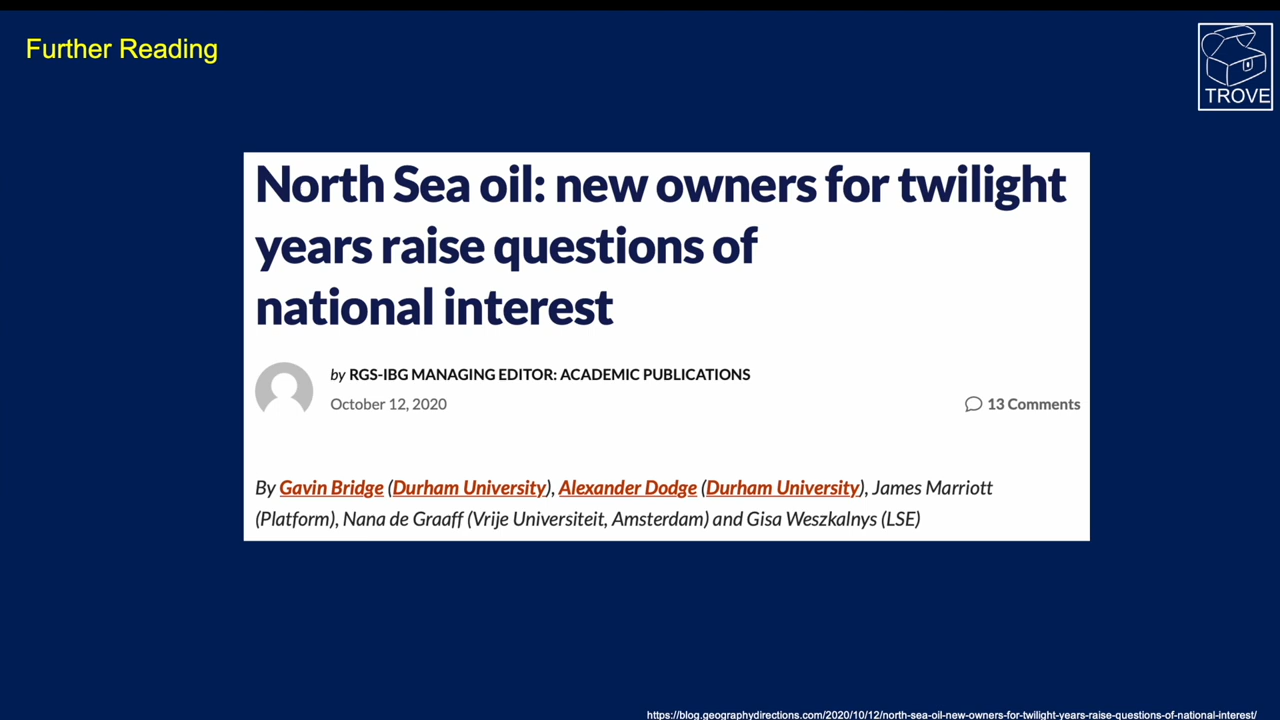 Further Reading
TROVE
North Sea oil: new owners for twilight
years raise questions of
national interest
by RGS-IBG MANAGING EDITOR: ACADEMIC PUBLICATIONS
October 12, 2020
13 Comments
By Gavin Bridge (Durham University), Alexander Dodge (Durham University), James Marriott
(Platform), Nana de Graaff (Vrije Universiteit, Amsterdam) and Gisa Weszkalnys (LSE)
https://blog.geographydirections.com/2020/10/12/north-sea-oil-new-owners-for-twilight-years-raise-questions-of-national-interest/